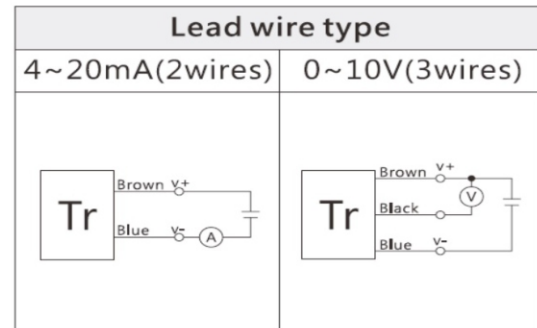 Lead wire type
4~20mA(2wires) 0~10V(3wires)
Tr Brown V+
Blue V- A
Tr Brown V+
V
Black
Blue V-